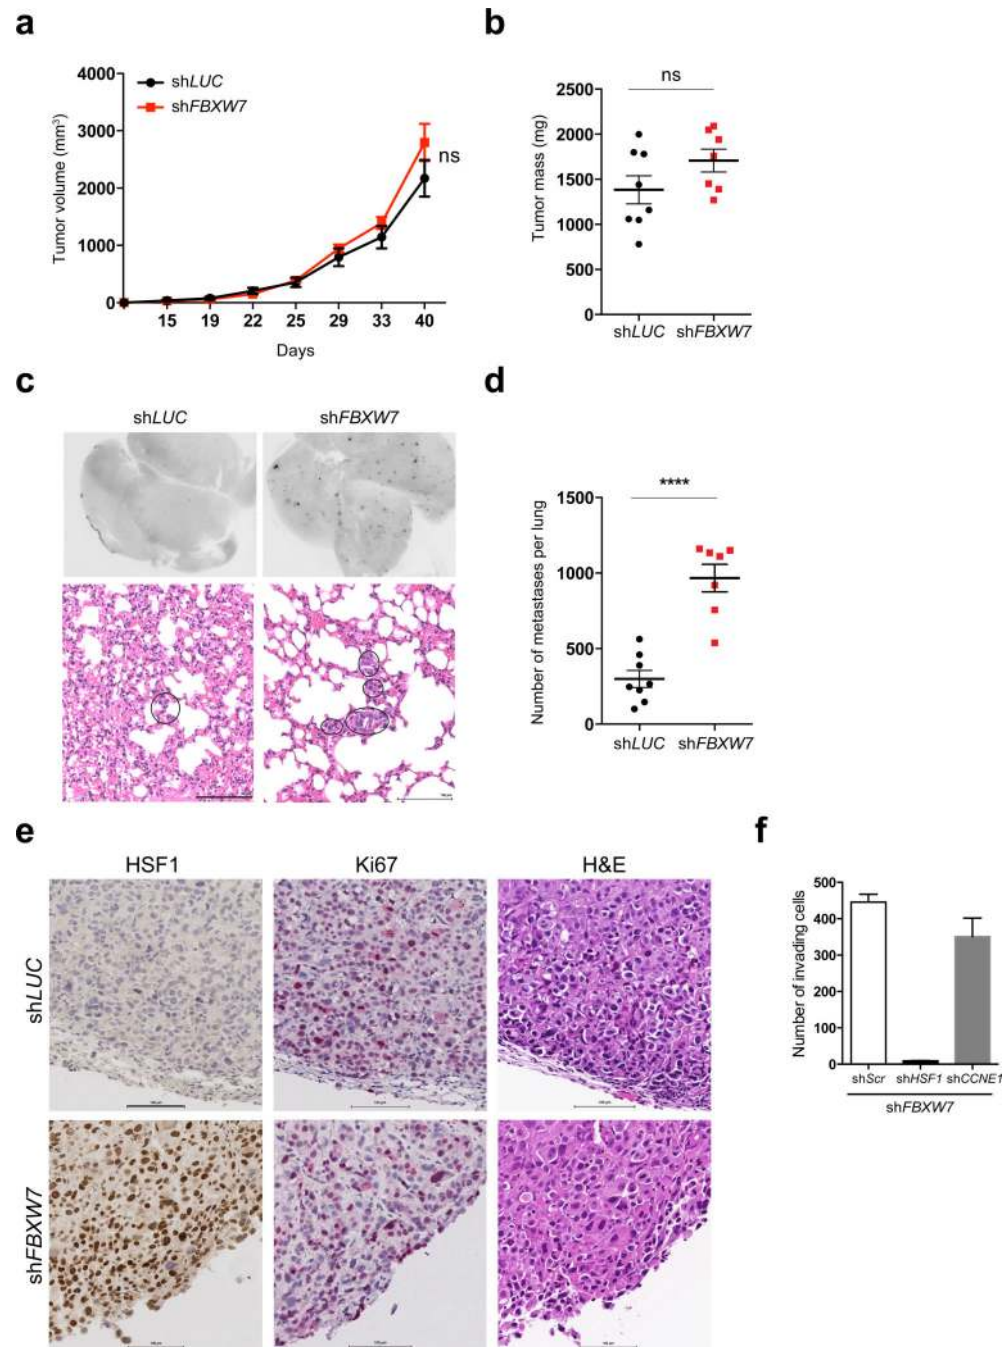 a
4000
3000
2000
1000
0
Tumor volume (mm³)
shLUC
shFBXW7
ns
15 19 22 25 29 33 40
Days
b
ns
2500
2000
1500
1000
500
0
Tumor mass (mg)
shLUC shFBXW7
c
shLUC shFBXW7
d
****
1500
1000
500
0
Number of metastases per lung
shLUC shFBXW7
e
HSF1 Ki67 H&E
shLUC
shFBXW7
f
500
400
300
200
100
0
Number of invading cells
shScr shHSF1 shCCNE1
shFBXW7